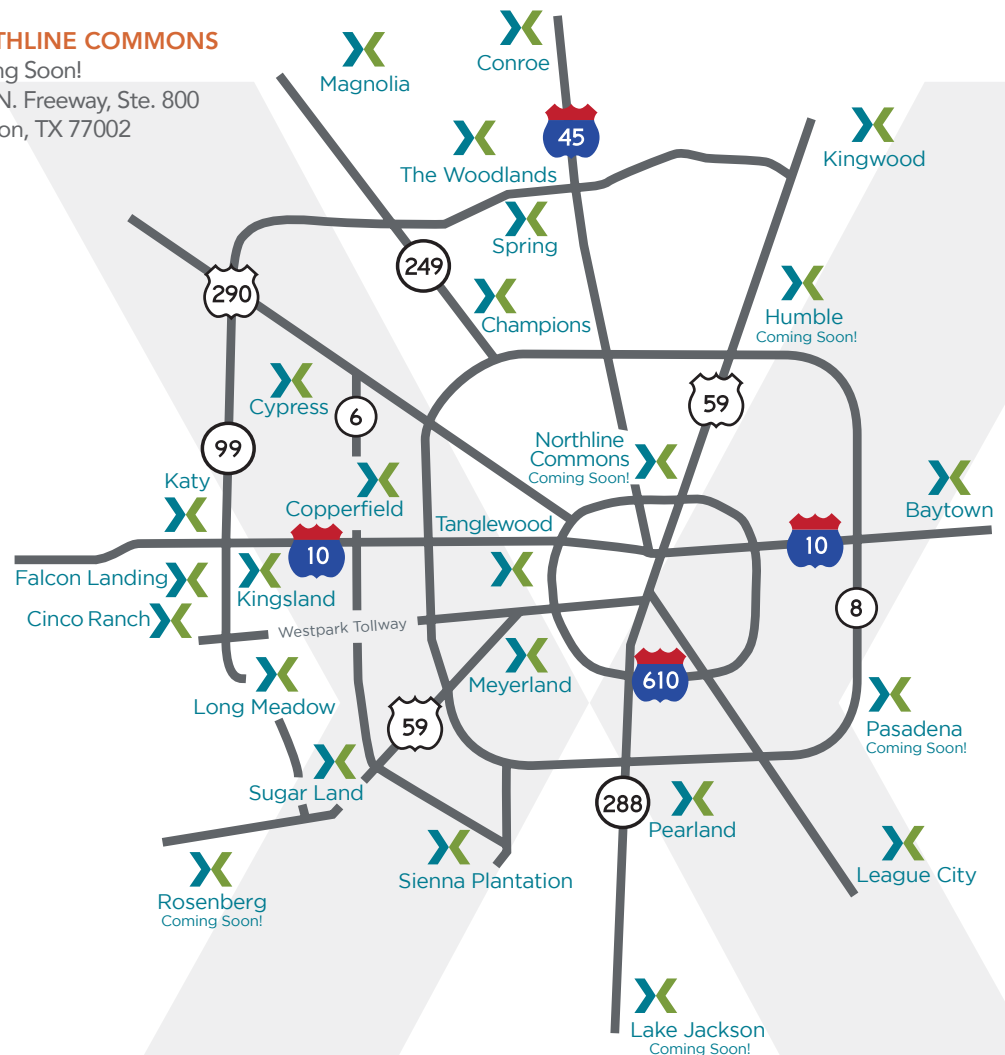 THLINE COMMONS
ng Soon!
N. Freeway, Ste. 800
on, TX 77002
Magnolia
Conroe
45
The Woodlands
Kingwood
Spring
249
290
Champions
Humble
Coming Soon!
Cypress
6
59
99
Northline
Commons
Coming Soon!
Katy
Copperfield
Tanglewood
Baytown
10
10
Falcon Landing
Kingsland
Cinco Ranch
Westpark Tollway
8
Meyerland
610
Long Meadow
59
Pasadena
Coming Soon!
Sugar Land
288
Pearland
Sienna Plantation
League City
Rosenberg
Coming Soon!
Lake Jackson
Coming Soon!